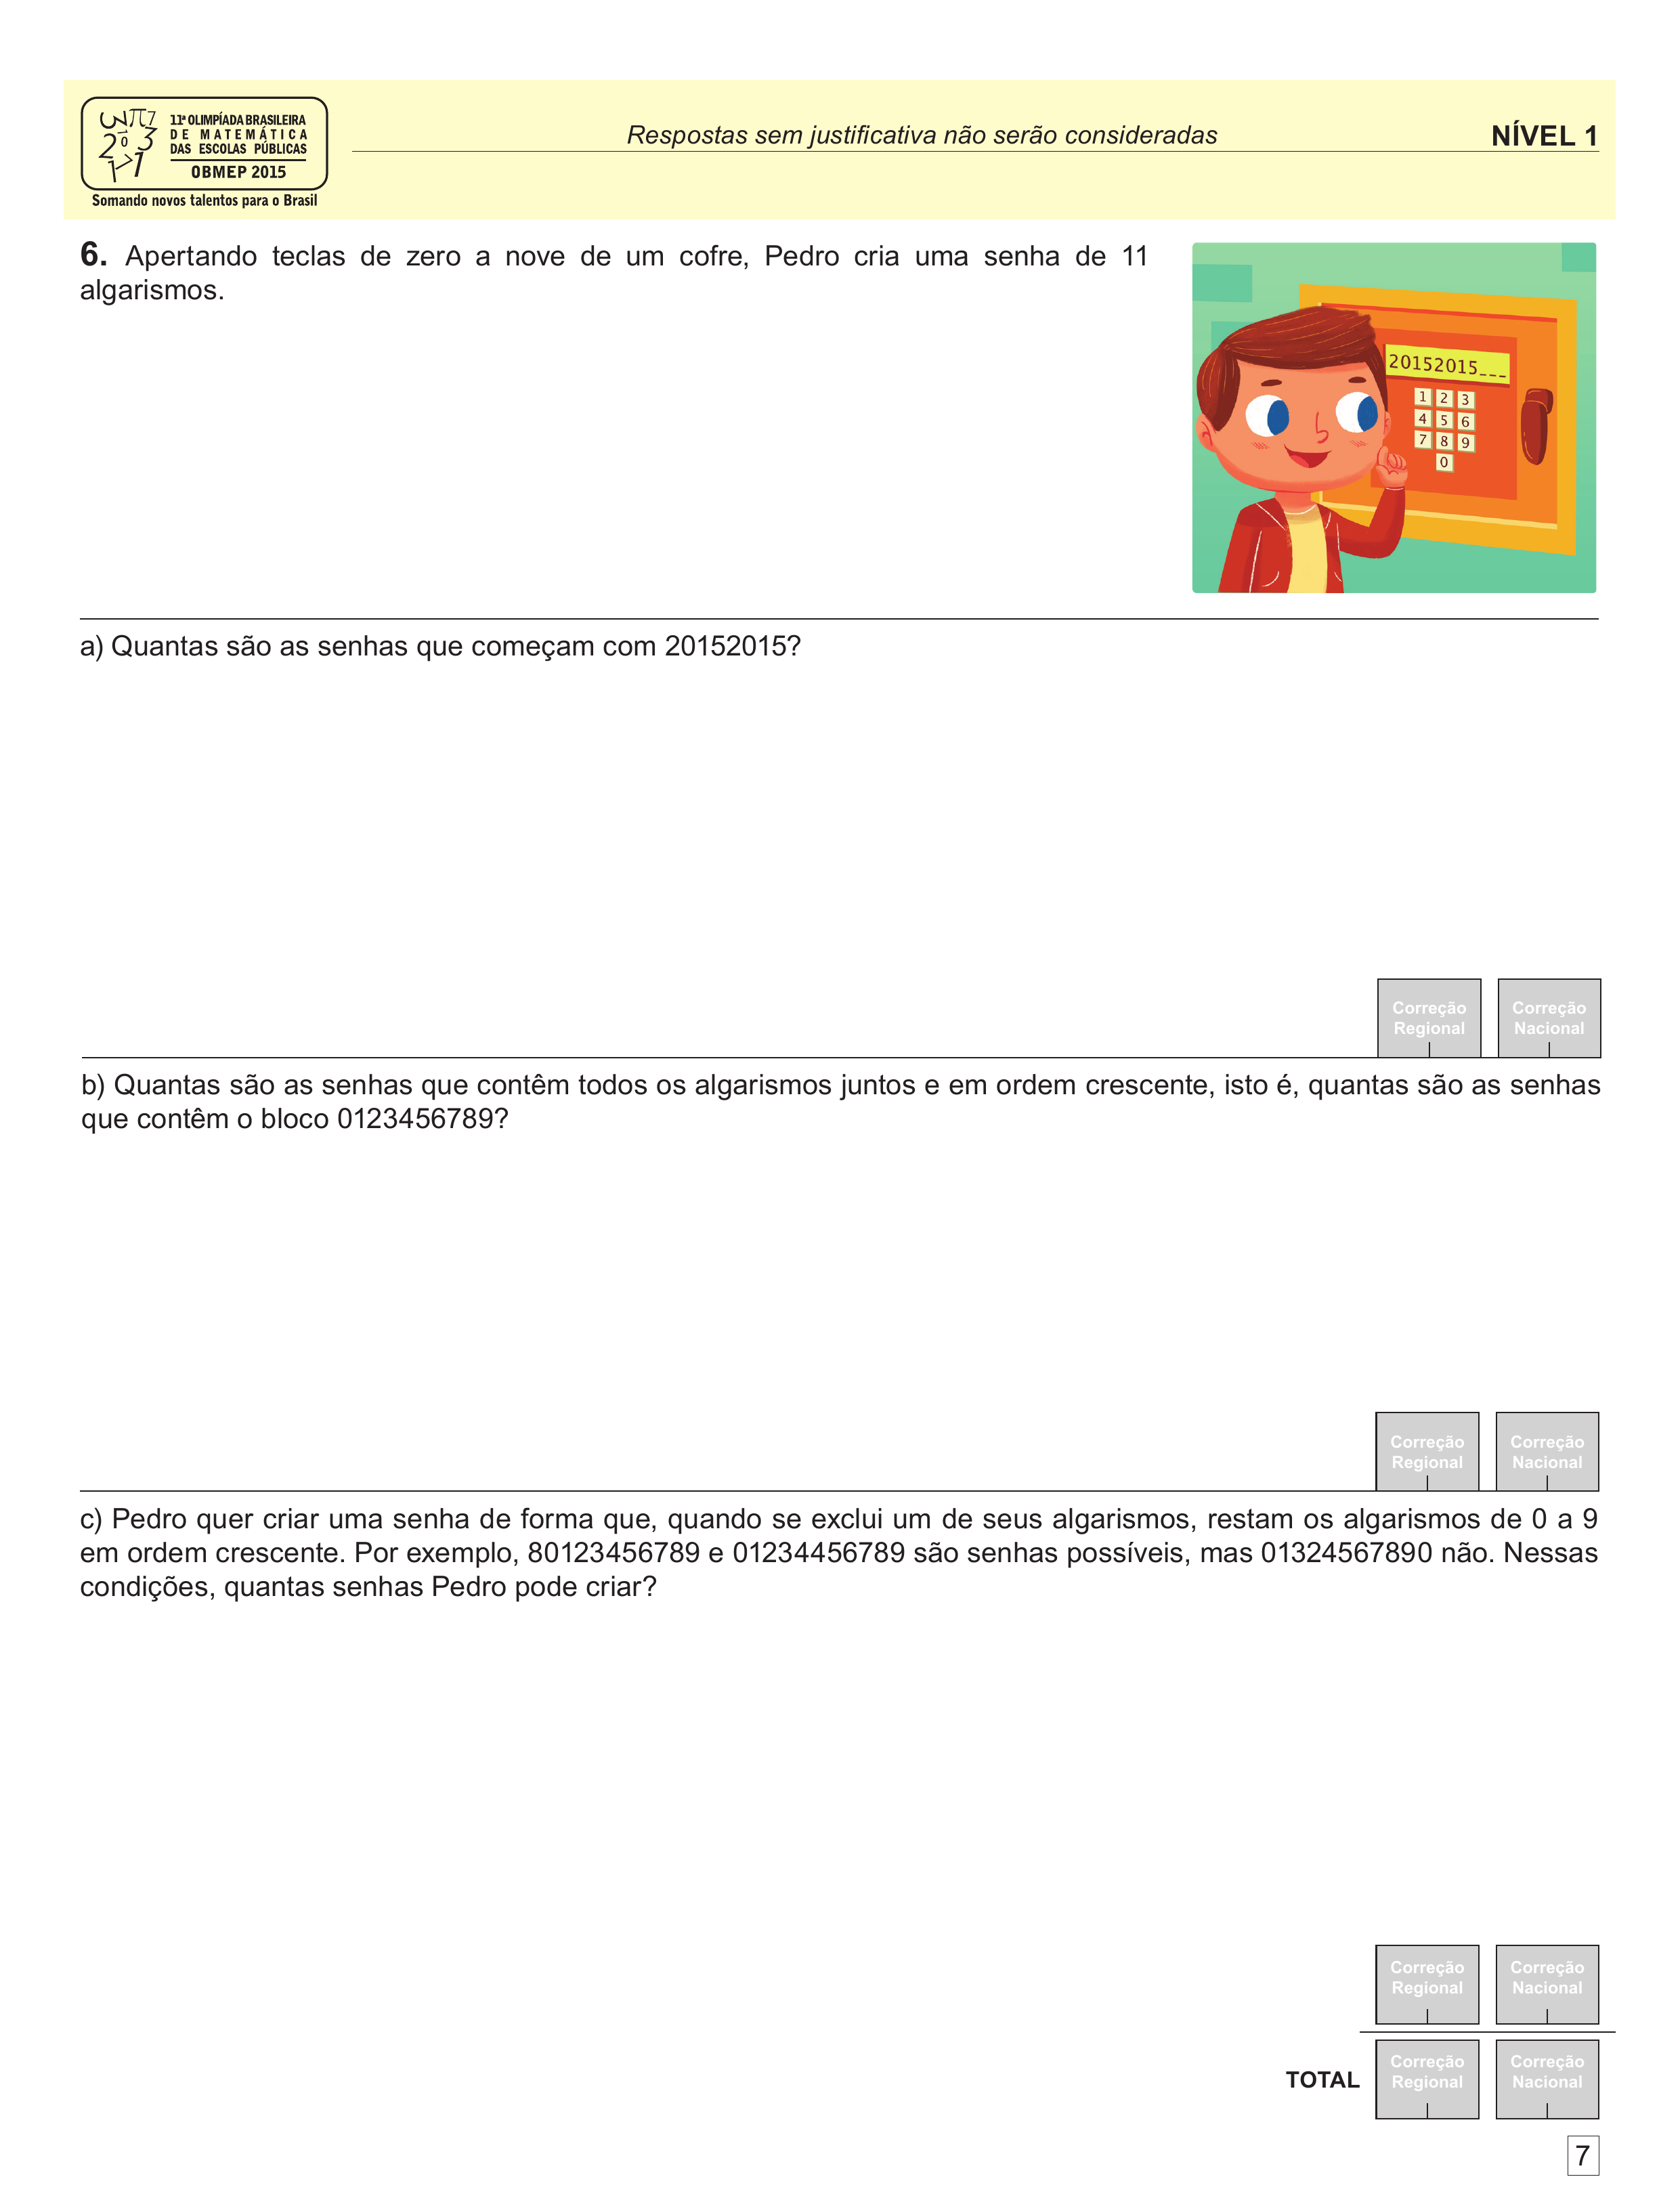 11ª OLIMPÍADA BRASILEIRA
DE MATEMÁTICA
DAS ESCOLAS PÚBLICAS
OBMEP 2015
Somando novos talentos para o Brasil
Respostas sem justificativa não serão consideradas
NÍVEL 1
6. Apertando teclas de zero a nove de um cofre, Pedro cria uma senha de 11
algarismos.
20152015___
1 2 3
4 5 6
7 8 9
0
a) Quantas são as senhas que começam com 20152015?
Correção
Regional
Correção
Nacional
b) Quantas são as senhas que contêm todos os algarismos juntos e em ordem crescente, isto é, quantas são as senhas
que contêm o bloco 0123456789?
Correção
Regional
Correção
Nacional
c) Pedro quer criar uma senha de forma que, quando se exclui um de seus algarismos, restam os algarismos de 0 a 9
em ordem crescente. Por exemplo, 80123456789 e 01234456789 são senhas possíveis, mas 01324567890 não. Nessas
condições, quantas senhas Pedro pode criar?
Correção
Regional
Correção
Nacional
TOTAL
Correção
Regional
Correção
Nacional
7